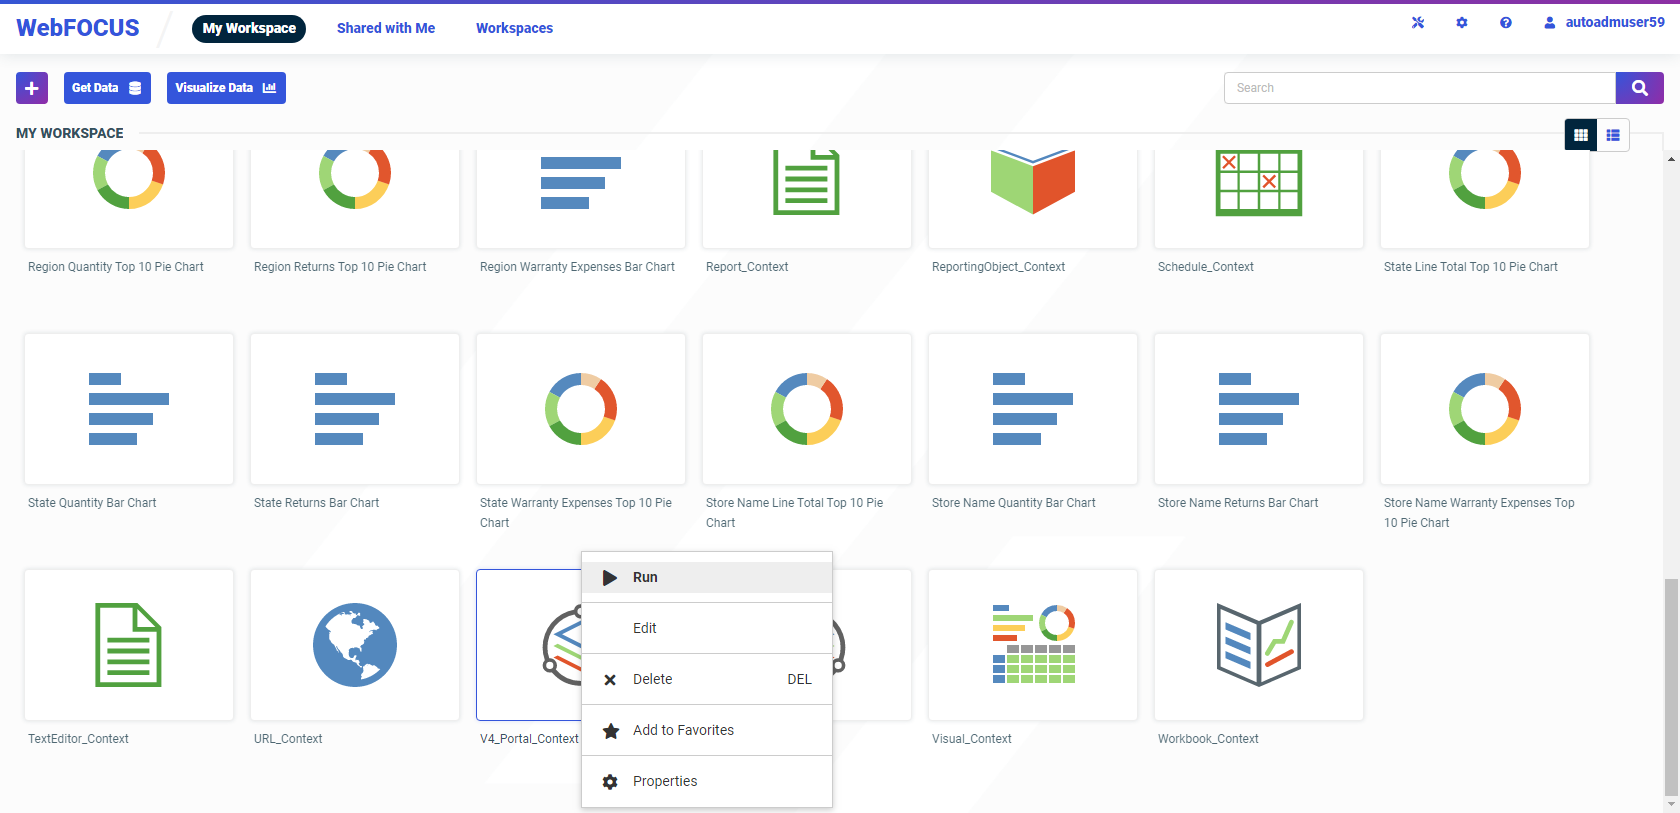 WebFOCUS
My Workspace
Shared with Me
Workspaces
autoadmuser59
Get Data
Visualize Data
Search
MY WORKSPACE
Region Quantity Top 10 Pie Chart
Region Returns Top 10 Pie Chart
Region Warranty Expenses Bar Chart
Report_Context
ReportingObject_Context
Schedule_Context
State Line Total Top 10 Pie Chart
State Quantity Bar Chart
State Returns Bar Chart
State Warranty Expenses Top 10 Pie
Chart
Store Name Line Total Top 10 Pie
Chart
Store Name Quantity Bar Chart
Store Name Returns Bar Chart
Store Name Warranty Expenses Top
10 Pie Chart
TextEditor_Context
URL_Context
V4_Portal_Context
Visual_Context
Workbook_Context
Run
Edit
Delete DEL
Add to Favorites
Properties